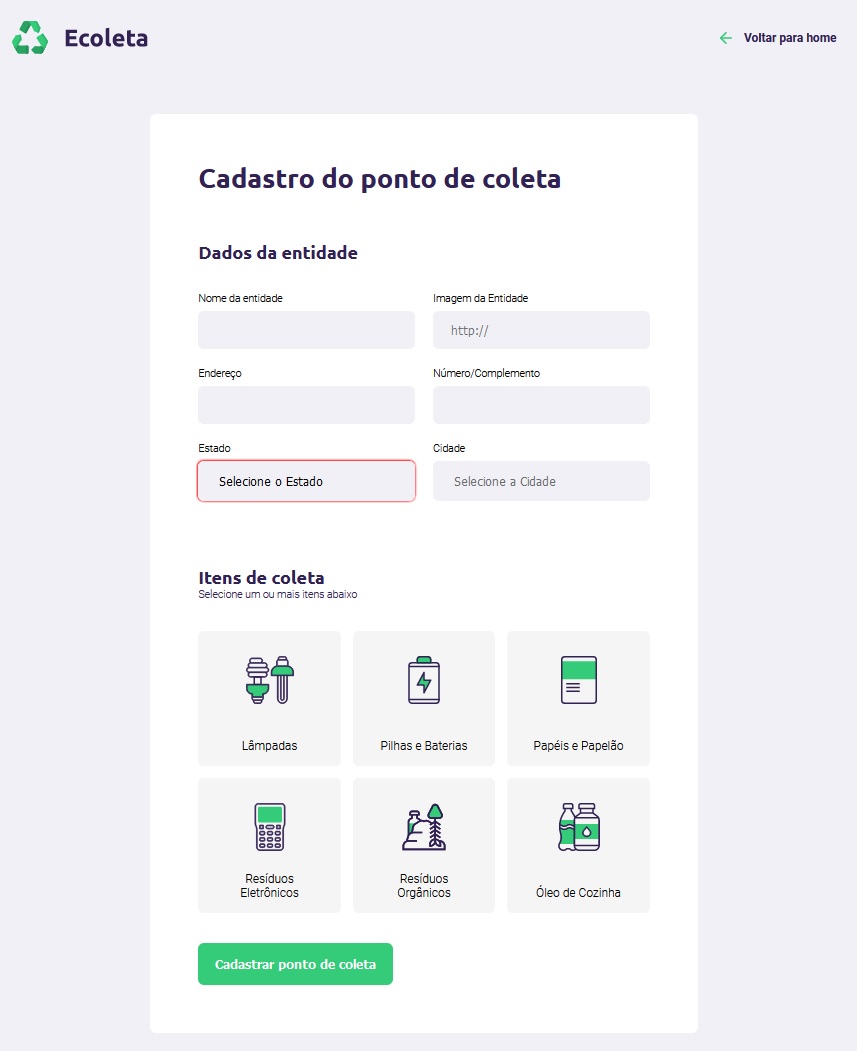 Ecoleta
Voltar para home
Cadastro do ponto de coleta
Dados da entidade
Nome da entidade
Imagem da Entidade
http://
Endereço
Número/Complemento
Estado
Cidade
Selecione o Estado
Selecione a Cidade
Itens de coleta
Selecione um ou mais itens abaixo
Lâmpadas
Pilhas e Baterias
Papéis e Papelão
Resíduos
Eletrônicos
Resíduos
Orgânicos
Óleo de Cozinha
Cadastrar ponto de coleta